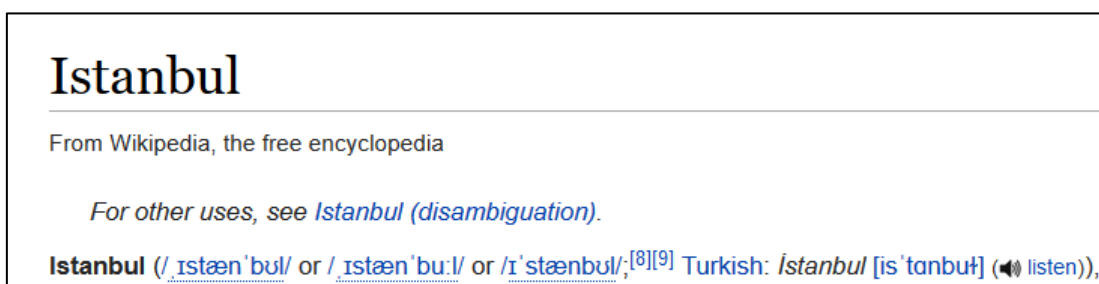 Istanbul
From Wikipedia, the free encyclopedia
For other uses, see Istanbul (disambiguation).
Istanbul (/ˌɪstænˈbʊl/ or /ˌɪstænˈbuːl/ or /ɪˈstænbʊl/;[8][9] Turkish: İstanbul [isˈtɑnbuɫ] ( listen)),